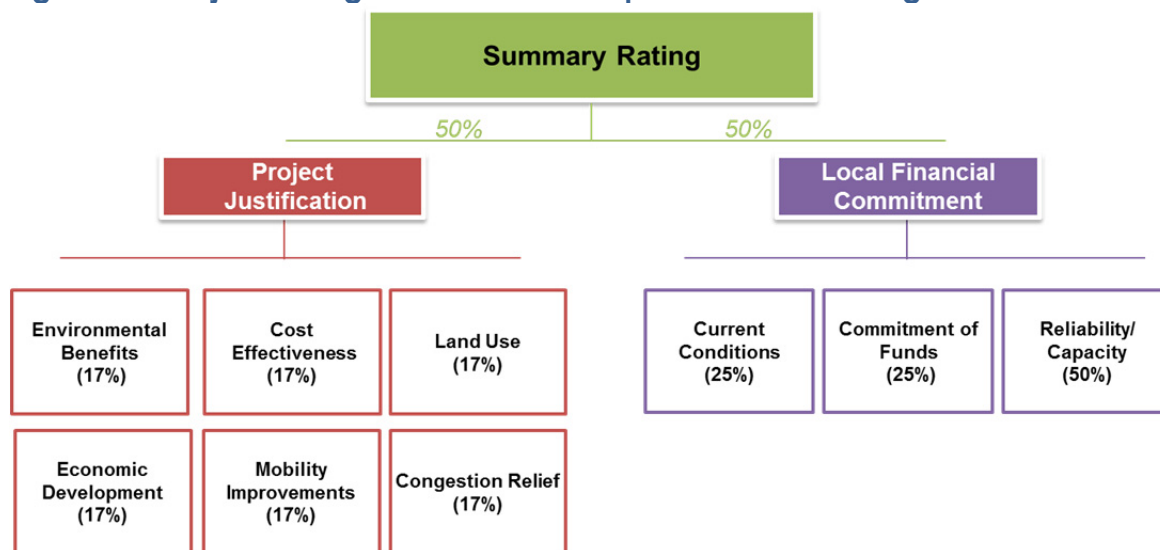 Summary Rating
50%
50%
Project
Justification
Local Financial
Commitment
Environmental
Benefits
(17%)
Cost
Effectiveness
(17%)
Land Use
(17%)
Current
Conditions
(25%)
Commitment of
Funds
(25%)
Reliability/
Capacity
(50%)
Economic
Development
(17%)
Mobility
Improvements
(17%)
Congestion Relief
(17%)